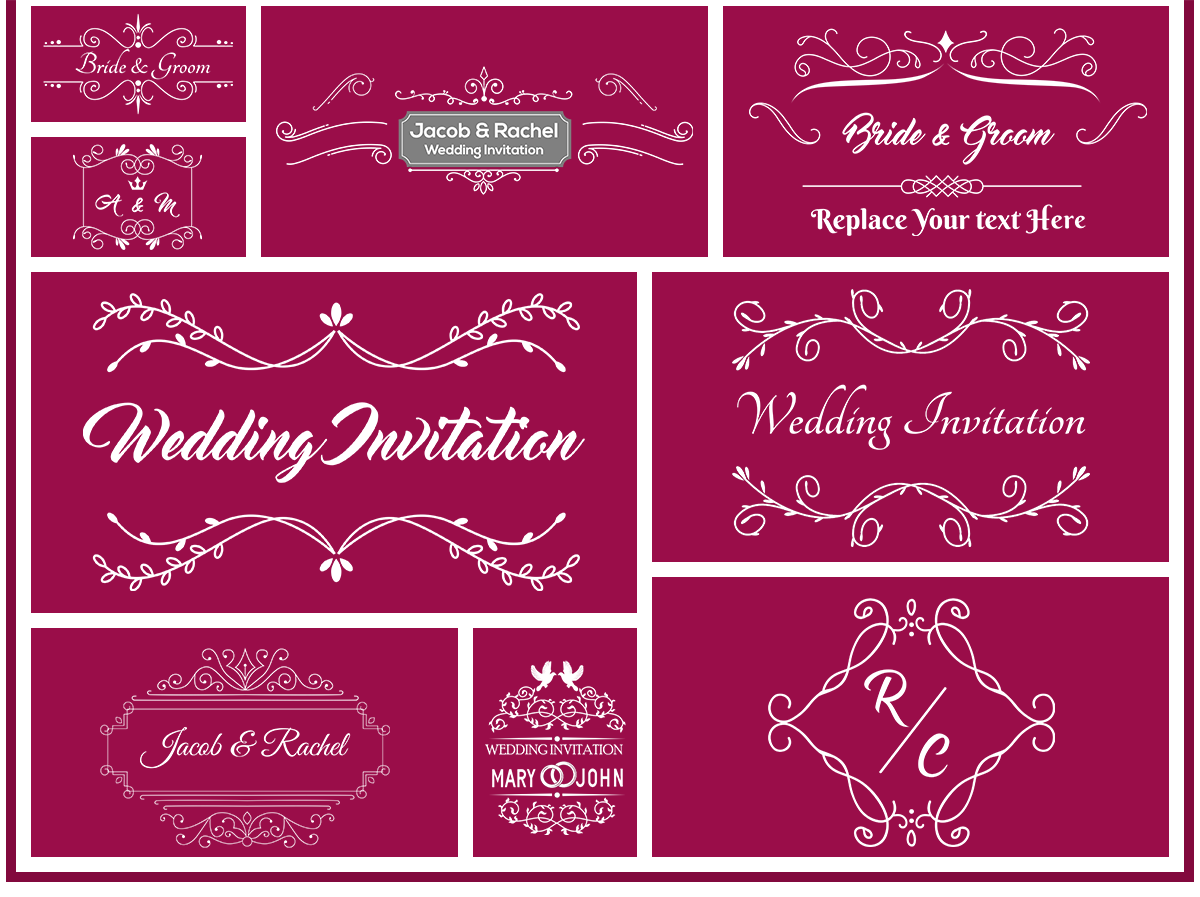 Bride & Groom
A & M
Jacob & Rachel
Wedding Invitation
Bride & Groom
Replace Your text Here
Wedding Invitation
Wedding Invitation
Jacob & Rachel
WEDDING INVITATION
MARY JOHN
R/C